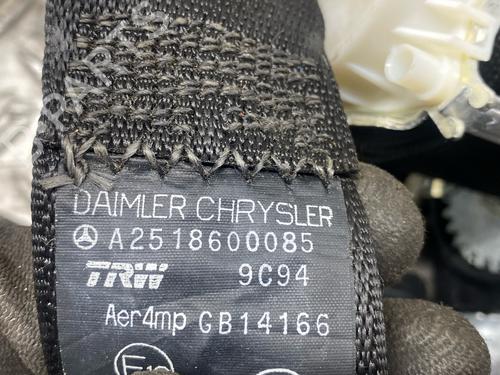 DAIMLER CHRYSLER
A2518600085
TRW 9C94
Aer4mp GB14166